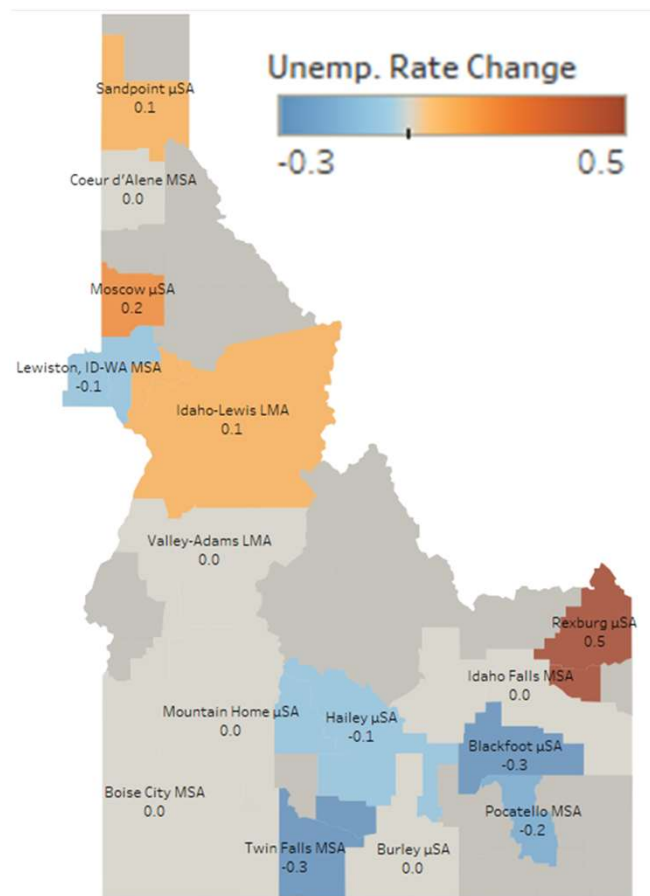 Unemp. Rate Change
-0.3 0.5
Sandpoint µSA
0.1
Coeur d'Alene MSA
0.0
Moscow µSA
0.2
Lewiston, ID-WA MSA
-0.1
Idaho-Lewis LMA
0.1
Valley-Adams LMA
0.0
Rexburg µSA
0.5
Idaho Falls MSA
0.0
Mountain Home µSA
0.0
Hailey µSA
-0.1
Blackfoot µSA
-0.3
Boise City MSA
0.0
Pocatello MSA
-0.2
Twin Falls MSA
-0.3
Burley µSA
0.0